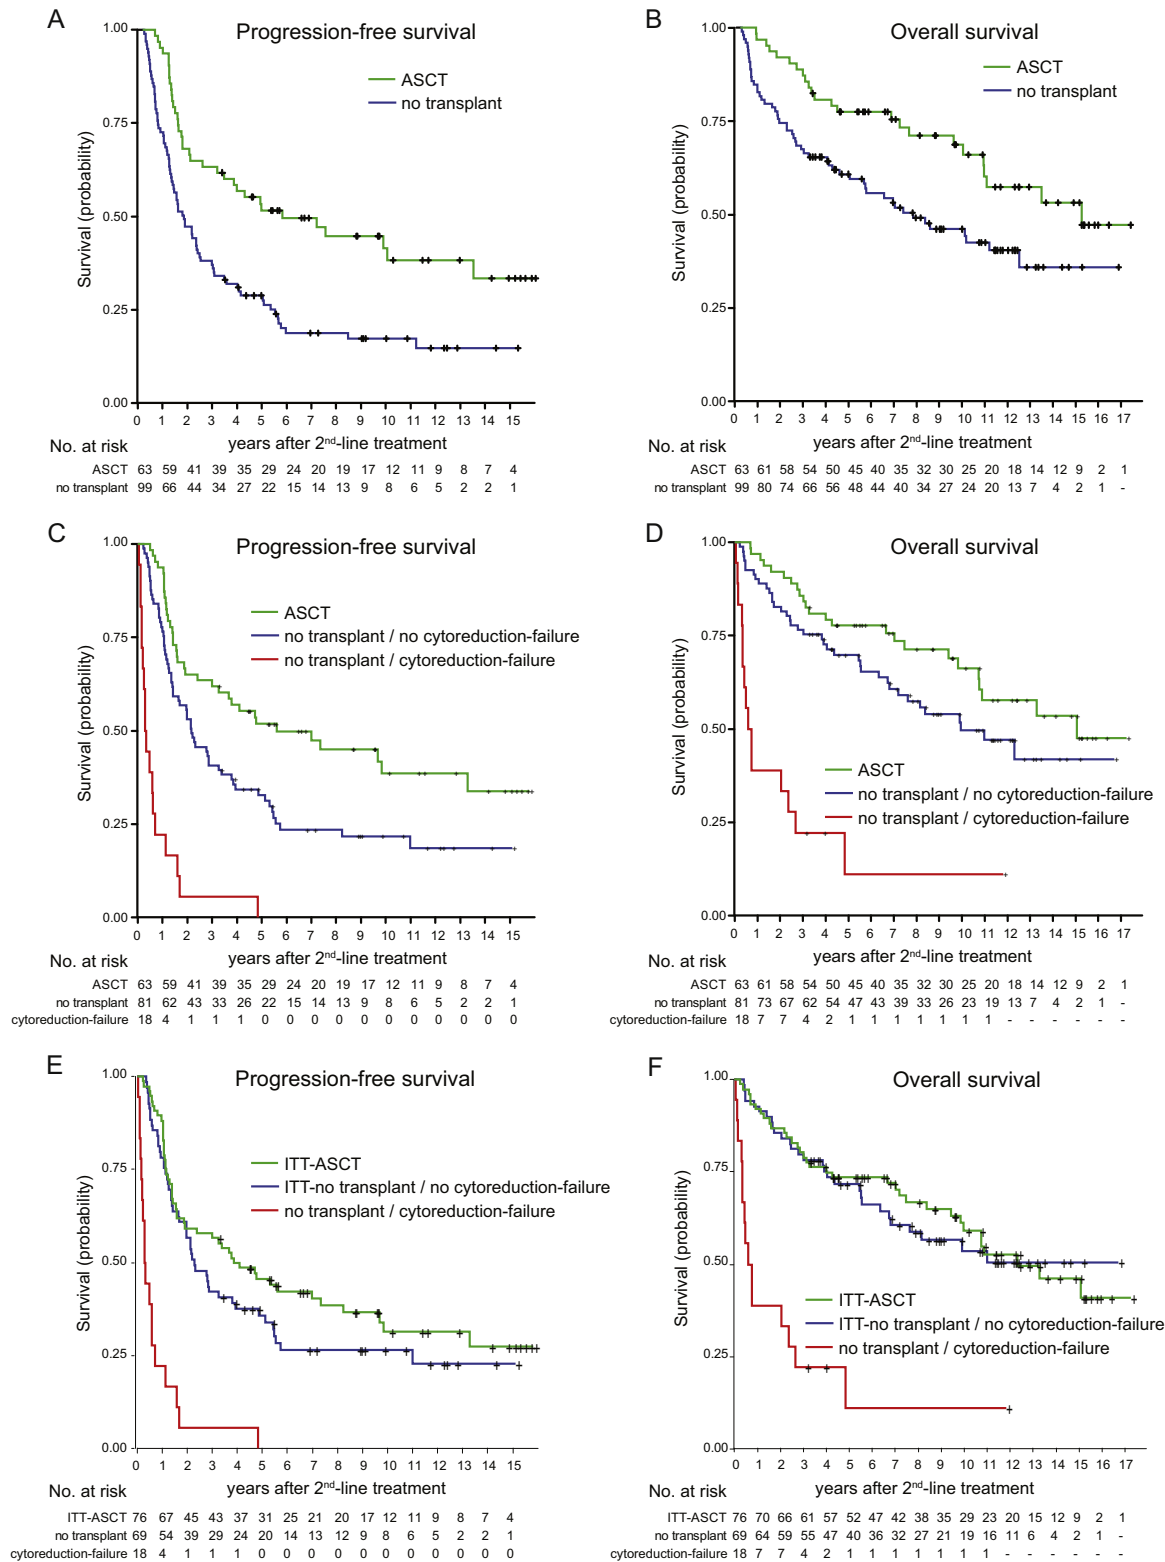 A
Progression-free survival
ASCT
no transplant
Survival (probability)
1.00
0.75
0.50
0.25
0.00
0 1 2 3 4 5 6 7 8 9 10 11 12 13 14 15
years after 2nd-line treatment
No. at risk
ASCT 63 59 41 39 35 29 24 20 19 17 12 11 9 8 7 4
no transplant 99 66 44 34 27 22 15 14 13 9 8 6 5 2 2 1
B
Overall survival
ASCT
no transplant
Survival (probability)
1.00
0.75
0.50
0.25
0.00
0 1 2 3 4 5 6 7 8 9 10 11 12 13 14 15 16 17
years after 2nd-line treatment
No. at risk
ASCT 63 61 58 54 50 45 40 35 32 30 25 20 18 14 12 9 2 1
no transplant 99 80 74 66 56 48 44 40 34 27 24 20 13 7 4 2 1 -
C
Progression-free survival
ASCT
no transplant / no cytoreduction-failure
no transplant / cytoreduction-failure
Survival (probability)
1.00
0.75
0.50
0.25
0.00
0 1 2 3 4 5 6 7 8 9 10 11 12 13 14 15
years after 2nd-line treatment
No. at risk
ASCT 63 59 41 39 35 29 24 20 19 17 12 11 9 8 7 4
no transplant 81 62 43 33 26 22 15 14 13 9 8 6 5 2 2 1
cytoreduction-failure 18 4 1 1 1 0 0 0 0 0 0 0 0 0 0 0
D
Overall survival
ASCT
no transplant / no cytoreduction-failure
no transplant / cytoreduction-failure
Survival (probability)
1.00
0.75
0.50
0.25
0.00
0 1 2 3 4 5 6 7 8 9 10 11 12 13 14 15 16 17
years after 2nd-line treatment
No. at risk
ASCT 63 61 58 54 50 45 40 35 32 30 25 20 18 14 12 9 2 1
no transplant 81 73 67 62 54 47 43 39 33 26 23 19 13 7 4 2 1 -
cytoreduction-failure 18 7 7 4 2 1 1 1 1 1 1 1 - - - - - -
E
Progression-free survival
ITT-ASCT
ITT-no transplant / no cytoreduction-failure
no transplant / cytoreduction-failure
Survival (probability)
1.00
0.75
0.50
0.25
0.00
0 1 2 3 4 5 6 7 8 9 10 11 12 13 14 15
years after 2nd-line treatment
No. at risk
ITT-ASCT 76 67 45 43 37 31 25 21 20 18 12 11 9 8 7 4
no transplant 69 54 39 29 24 20 14 13 12 9 8 6 5 2 2 1
cytoreduction-failure 18 4 1 1 1 0 0 0 0 0 0 0 0 0 0 0
F
Overall survival
ITT-ASCT
ITT-no transplant / no cytoreduction-failure
no transplant / cytoreduction-failure
Survival (probability)
1.00
0.75
0.50
0.25
0.00
0 1 2 3 4 5 6 7 8 9 10 11 12 13 14 15 16 17
years after 2nd-line treatment
No. at risk
ITT-ASCT 76 70 66 61 57 52 47 42 38 35 29 23 20 15 12 9 2 1
no transplant 69 64 59 55 47 40 36 32 27 21 19 16 11 6 4 2 1 -
cytoreduction-failure 18 7 7 4 2 1 1 1 1 1 1 1 - - - - - -